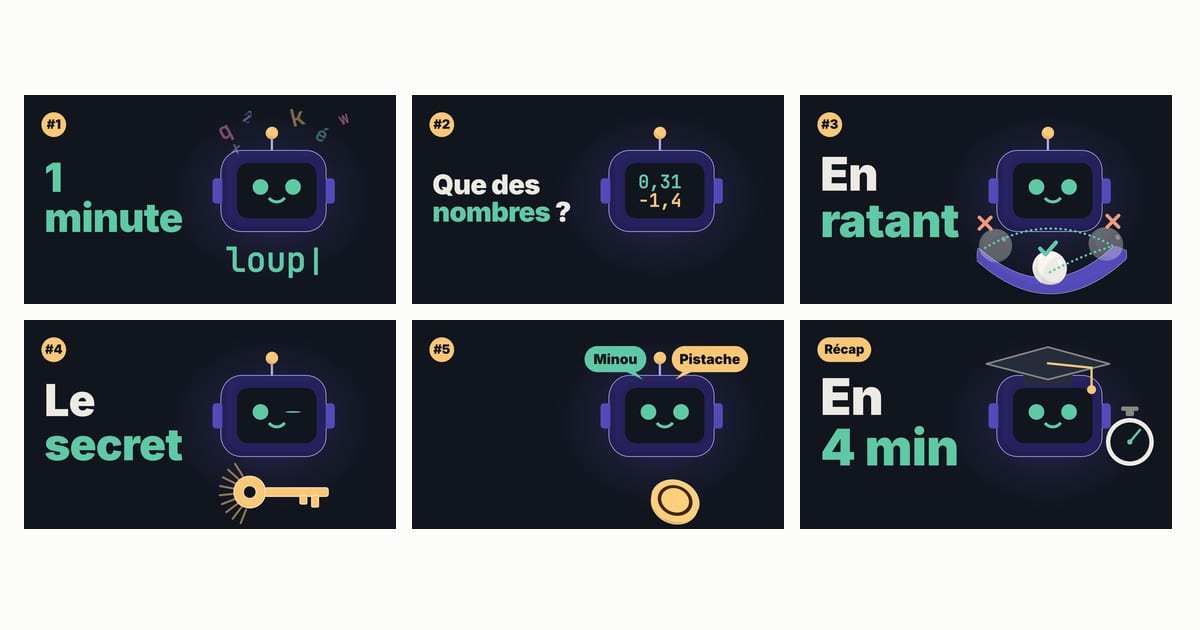 #1
q 2 k é w
x
1
minute
loup|
#2
Que des
nombres ?
0,31
-1,4
#3
En
ratant
#4
Le
secret
#5
Minou
Pistache
Récap
En
4 min